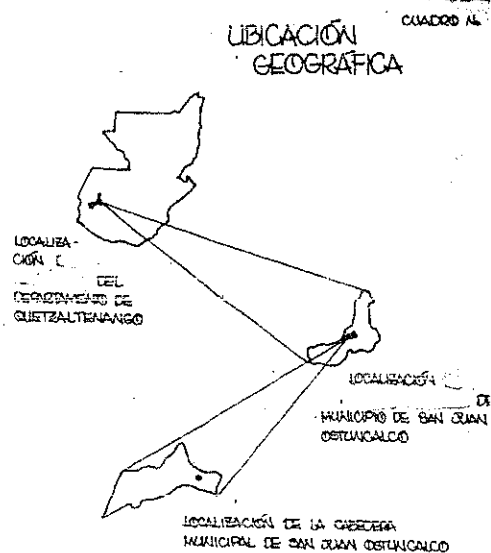 CUADRO No.
UBICACIÓN
GEOGRÁFICA
LOCALIZA-
CIÓN
DEL
DEPARTAMENTO DE
QUETZALTENANGO
LOCALIZACIÓN
MUNICIPIO DE SAN JUAN
OSTUNCALCO
LOCALIZACIÓN DE LA CABECERA
MUNICIPAL DE SAN JUAN OSTUNCALCO